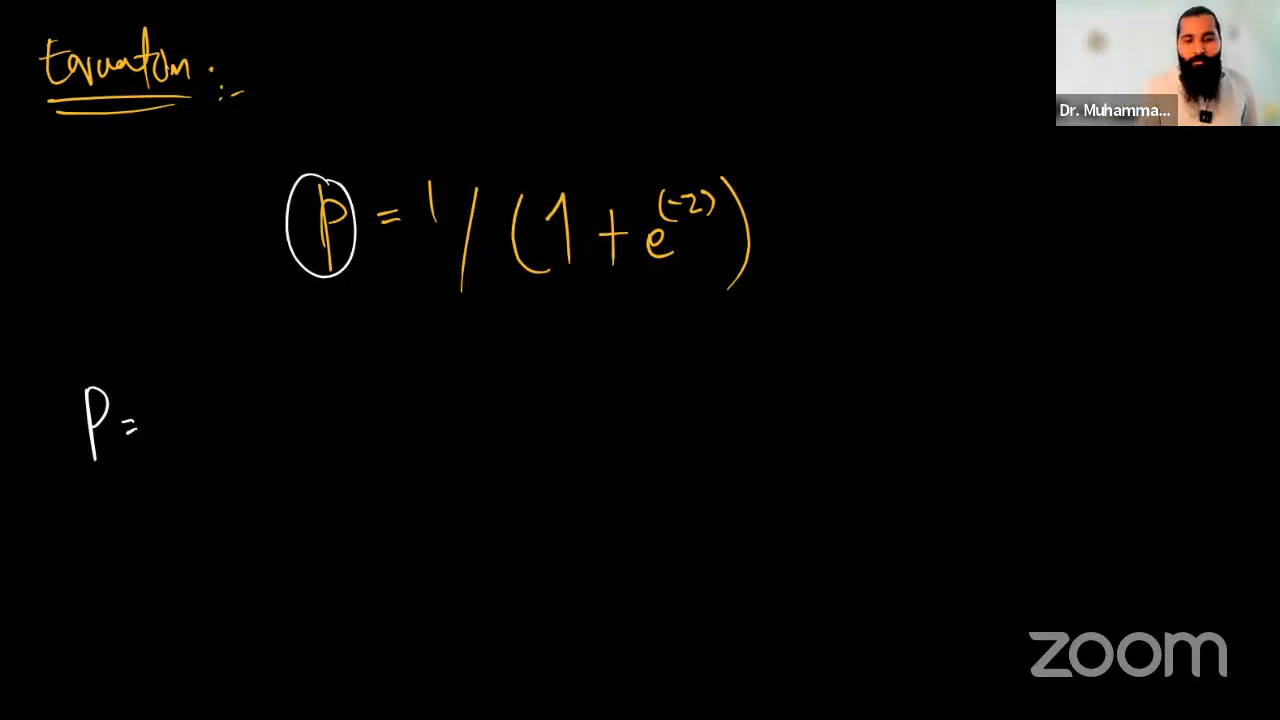 Equation :-
Dr. Muhamma...
P = 1 / (1 + e^(-z))
P =
zoom